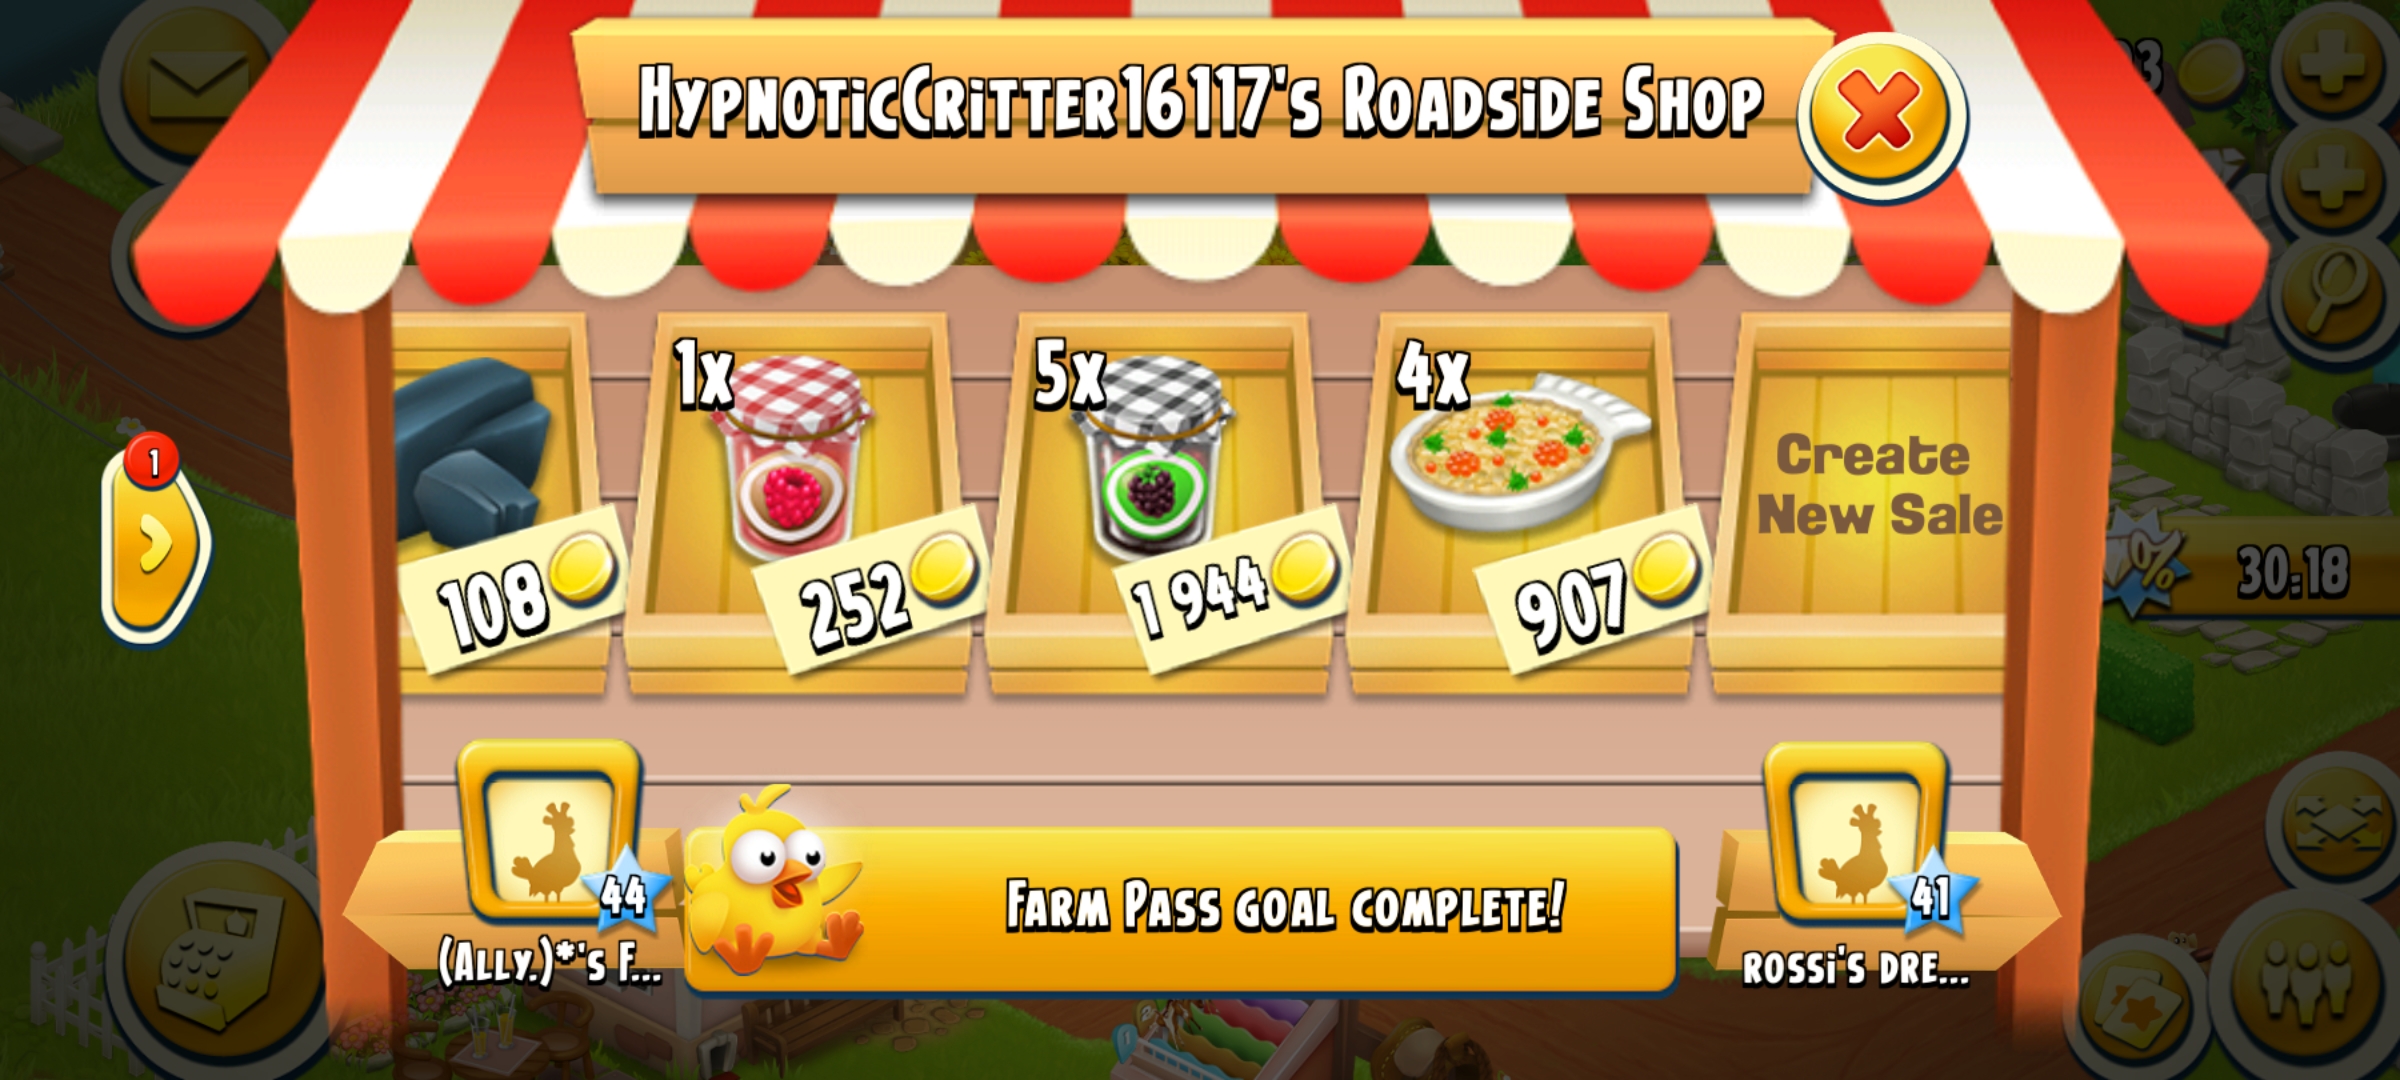 HypnoticCritter16117's Roadside Shop
1x
5x
4x
Create
New Sale
108
252
1 944
907
1
30:18
44
41
Farm Pass goal complete!
(Ally.)*'s F...
Rossi's Dre...